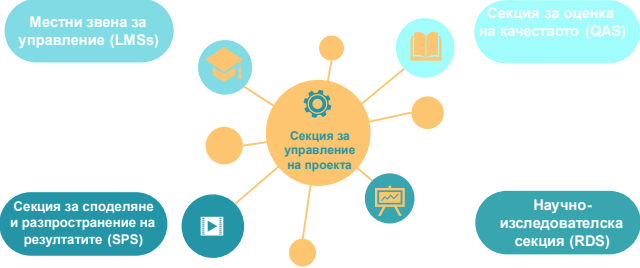 Местни звена за
управление (LMSs)
Секция за оценка
на качеството (QAS)
Секция за
управление
на проекта
Секция за споделяне
и разпространение на
резултатите (SPS)
Научно-
изследователска
секция (RDS)